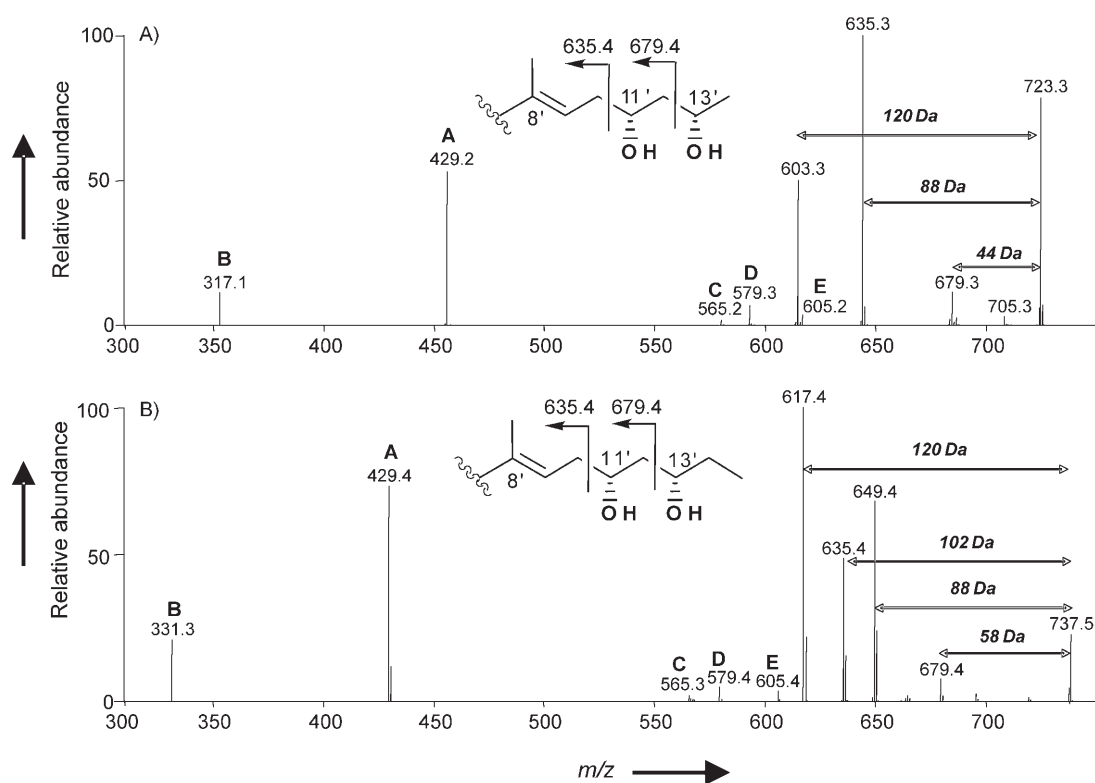 A)
Relative abundance
100
50
0
635.3
723.3
120 Da
88 Da
44 Da
603.3
A
429.2
B
317.1
C
565.2
D
579.3
E
605.2
679.3
705.3
635.4 679.4
8' 11' 13'
OH OH
300 350 400 450 500 550 600 650 700
B)
Relative abundance
100
50
0
617.4
120 Da
649.4
102 Da
635.4
88 Da
737.5
58 Da
679.4
A
429.4
B
331.3
C
565.3
D
579.4
E
605.4
635.4 679.4
8' 11' 13'
OH OH
300 350 400 450 500 550 600 650 700
m/z